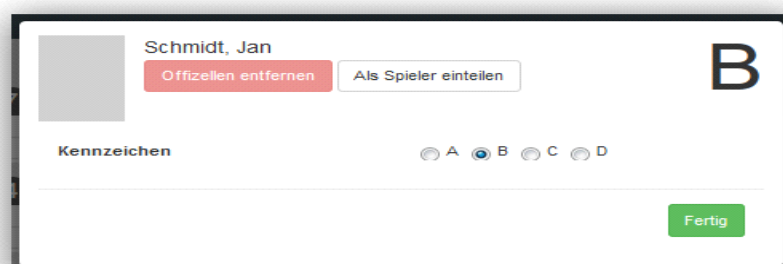 Schmidt, Jan
Offizellen entfernen
Als Spieler einteilen
B
Kennzeichen
A B C D
Fertig